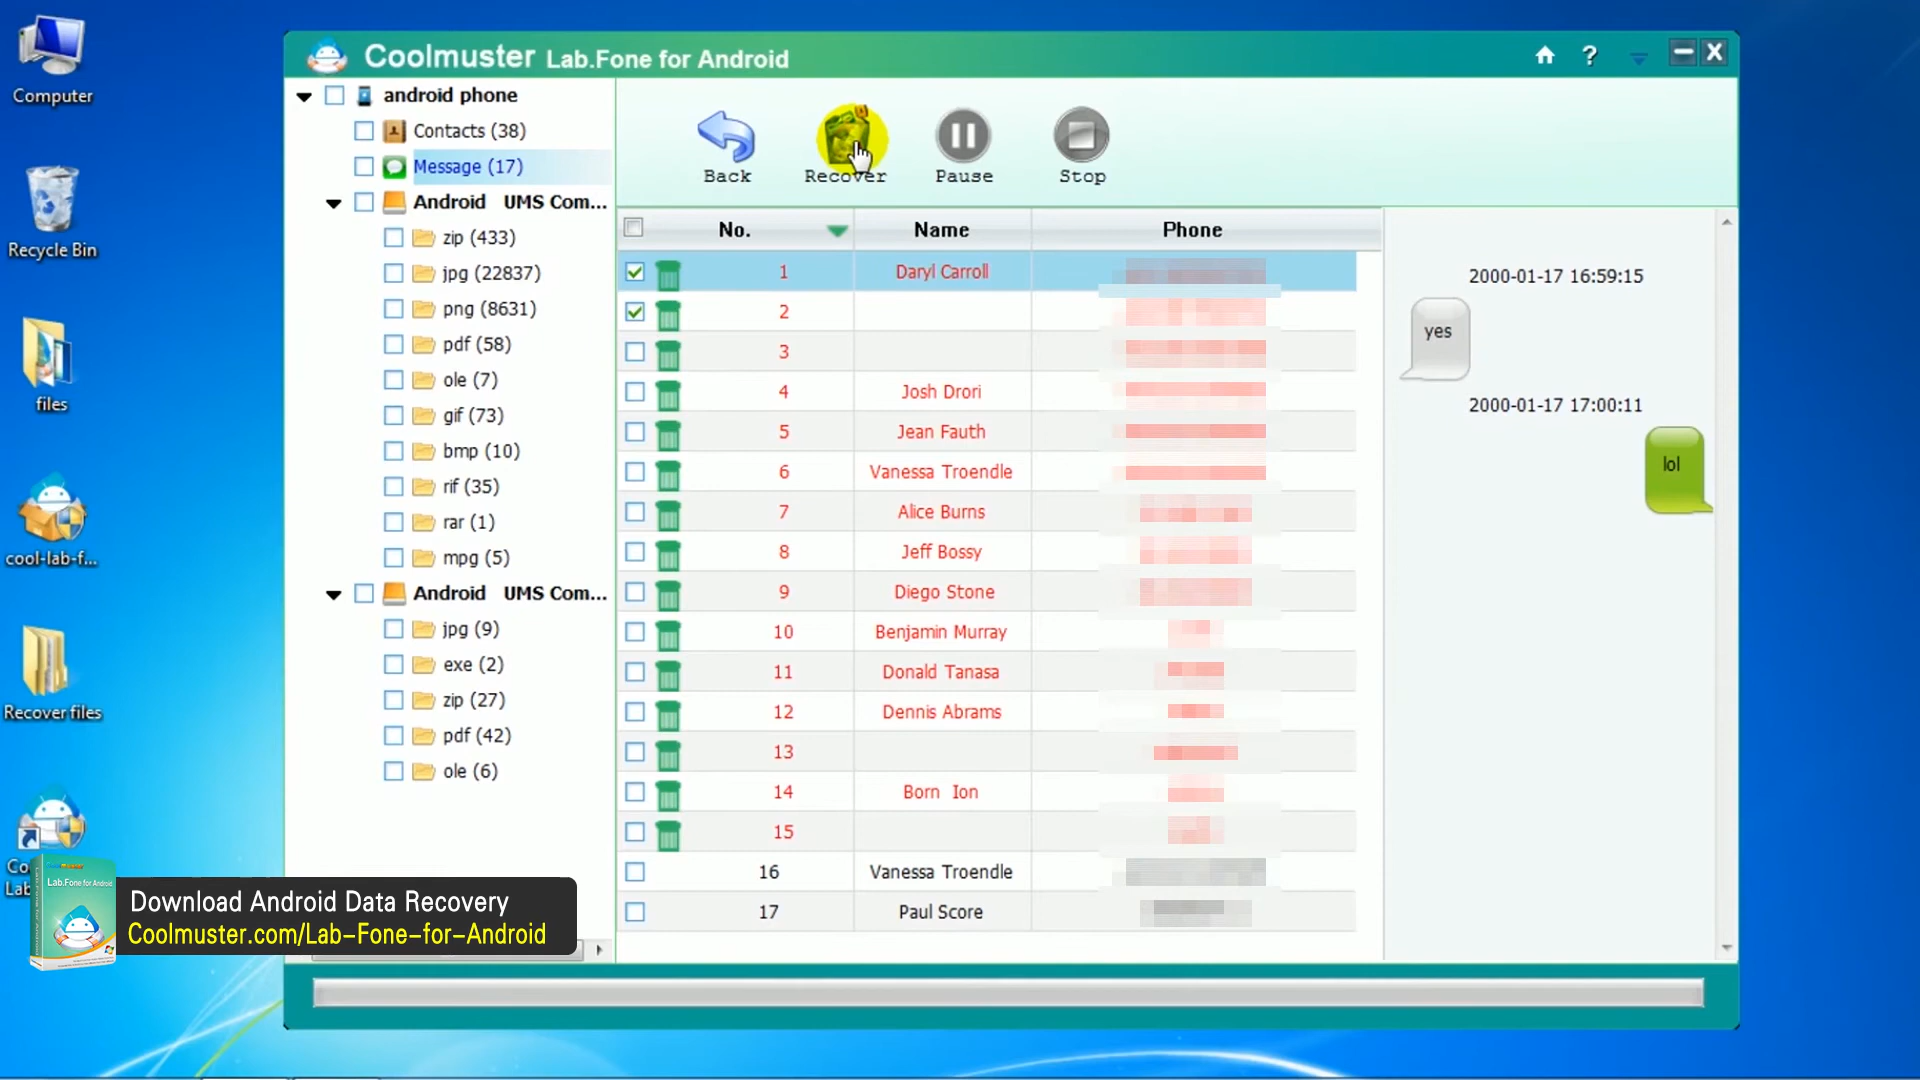 Computer
Recycle Bin
files
cool-lab-f...
Recover files
Coolmuster Lab.Fone for Android
?
android phone
Contacts (38)
Message (17)
Android UMS Com...
zip (433)
jpg (22837)
png (8631)
pdf (58)
ole (7)
gif (73)
bmp (10)
rif (35)
rar (1)
mpg (5)
Android UMS Com...
jpg (9)
exe (2)
zip (27)
pdf (42)
ole (6)
Back Recover Pause Stop
No. Name Phone
1 Daryl Carroll
2
3
4 Josh Drori
5 Jean Fauth
6 Vanessa Troendle
7 Alice Burns
8 Jeff Bossy
9 Diego Stone
10 Benjamin Murray
11 Donald Tanasa
12 Dennis Abrams
13
14 Born Ion
15
16 Vanessa Troendle
17 Paul Score
2000-01-17 16:59:15
yes
2000-01-17 17:00:11
lol
Lab.Fone for Android
Download Android Data Recovery
Coolmuster.com/Lab-Fone-for-Android